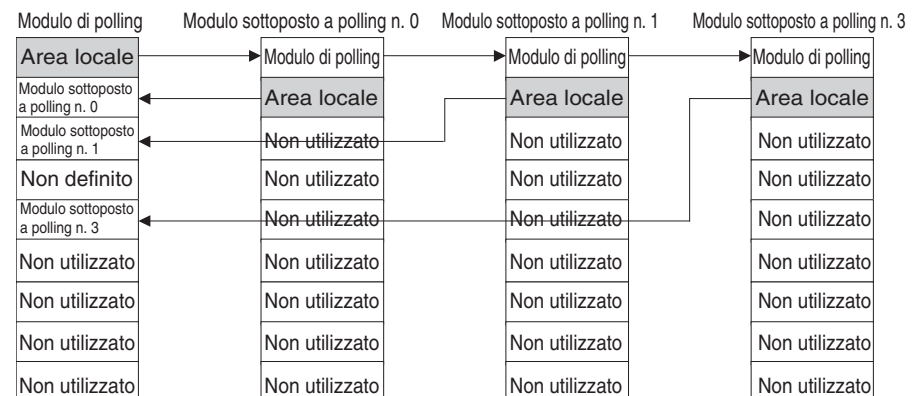 Modulo di polling Modulo sottoposto a polling n. 0 Modulo sottoposto a polling n. 1 Modulo sottoposto a polling n. 3
Area locale Modulo di polling Modulo di polling Modulo di polling
Modulo sottoposto
a polling n. 0
Area locale Area locale Area locale
Modulo sottoposto
a polling n. 1
Non utilizzato Non utilizzato Non utilizzato
Non definito Non utilizzato Non utilizzato Non utilizzato
Modulo sottoposto
a polling n. 3
Non utilizzato Non utilizzato Non utilizzato
Non utilizzato Non utilizzato Non utilizzato Non utilizzato
Non utilizzato Non utilizzato Non utilizzato Non utilizzato
Non utilizzato Non utilizzato Non utilizzato Non utilizzato
Non utilizzato Non utilizzato Non utilizzato Non utilizzato